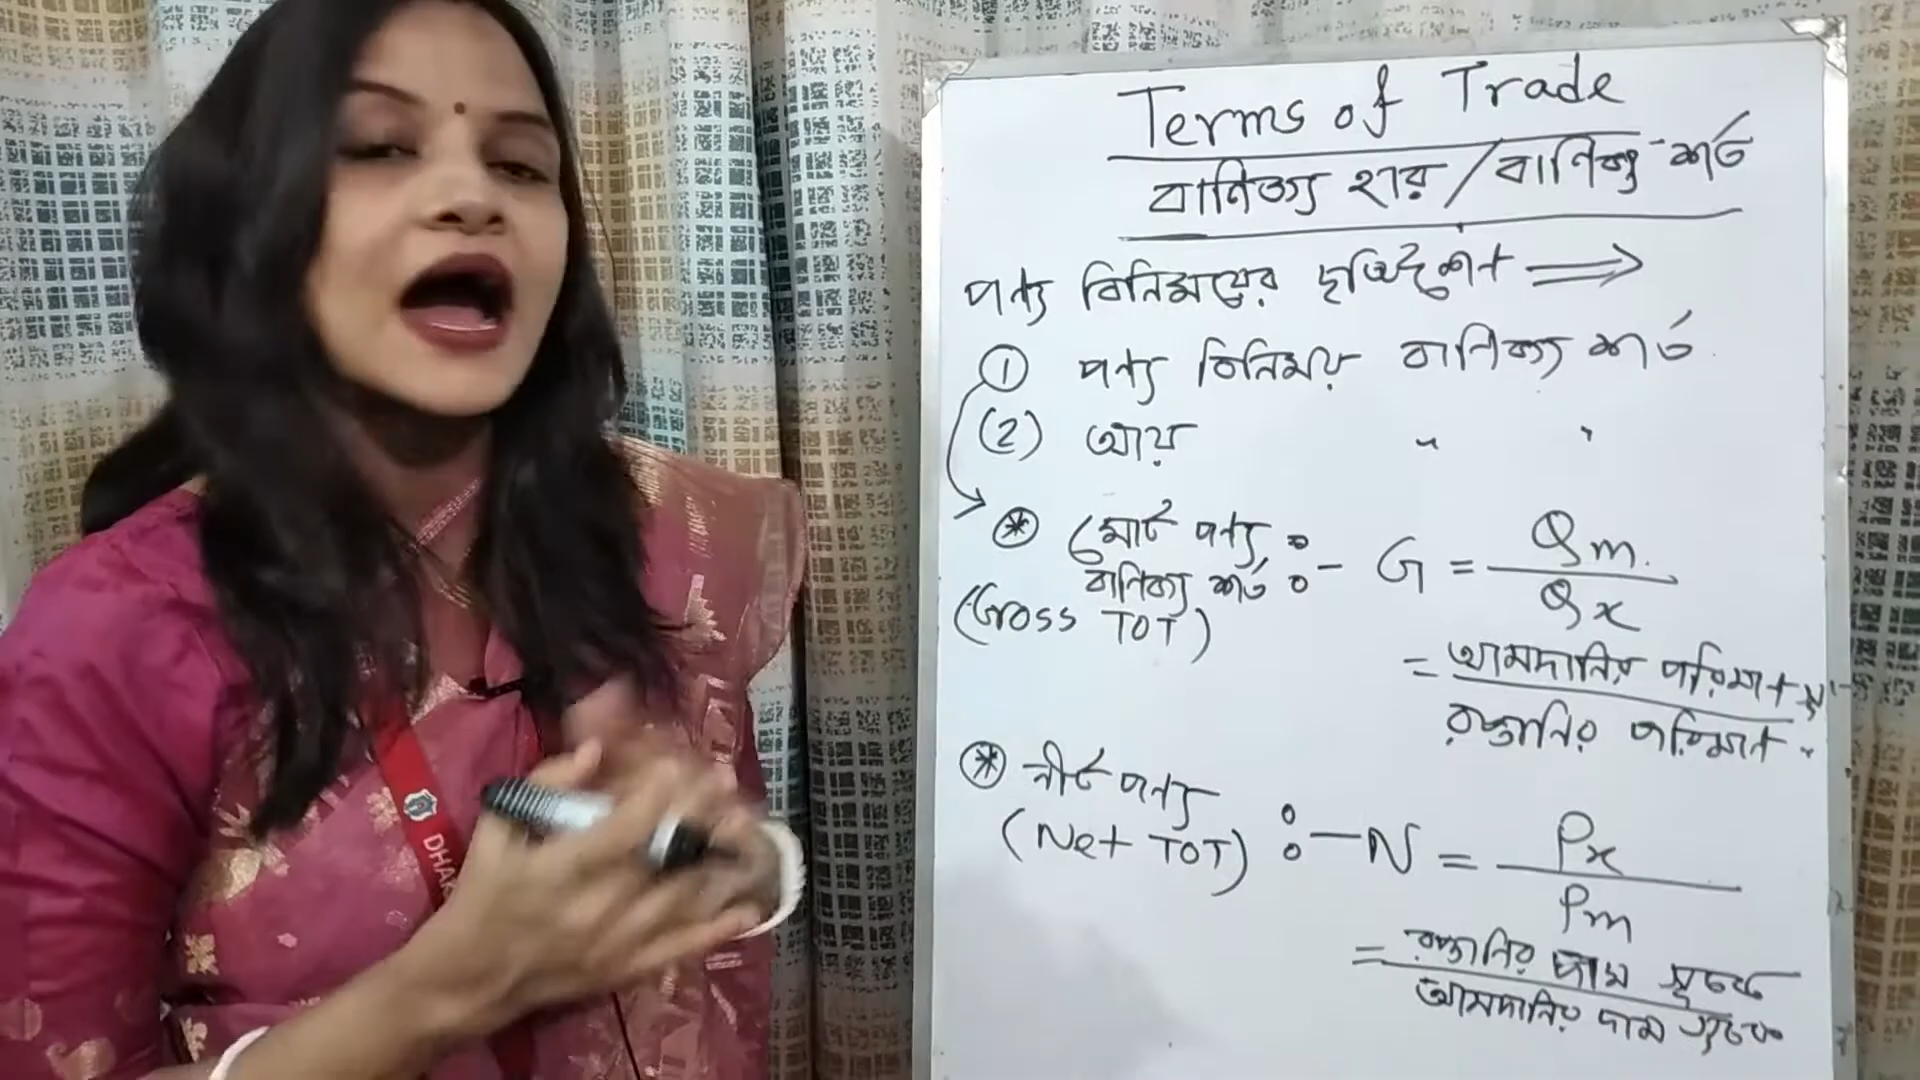 Terms of Trade
বাণিজ্য হার / বাণিজ্য শর্ত
পণ্য বিনিময়ের দৃষ্টিকোণ ⟹
① পণ্য বিনিময় বাণিজ্য শর্ত
(2) আয় " "
⊛ মোট পণ্য বাণিজ্য শর্ত :- G = Qm / Qx
(Gross TOT)
= আমদানির পরিমাণ / রপ্তানির পরিমাণ
⊛ নীট পণ্য
(Net TOT) :- N = Px / Pm
= রপ্তানির দাম সূচক / আমদানির দাম সূচক
DHAK